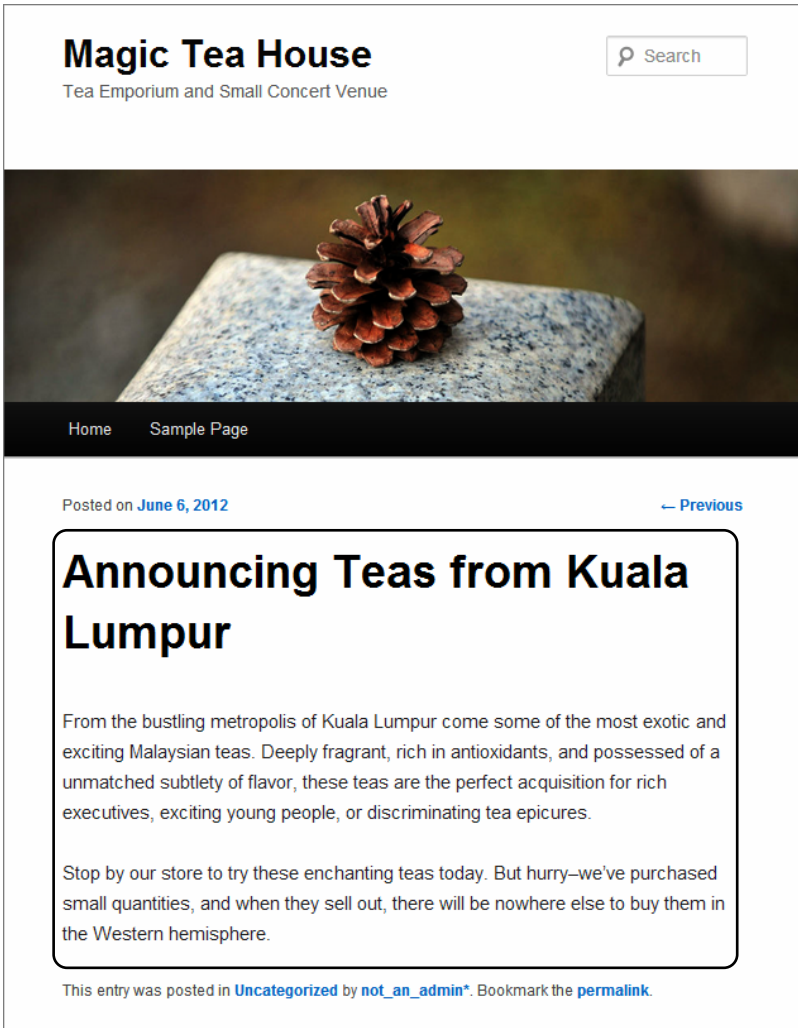 Magic Tea House
Search
Tea Emporium and Small Concert Venue
Home Sample Page
Posted on June 6, 2012 ← Previous
Announcing Teas from Kuala
Lumpur
From the bustling metropolis of Kuala Lumpur come some of the most exotic and
exciting Malaysian teas. Deeply fragrant, rich in antioxidants, and possessed of a
unmatched subtlety of flavor, these teas are the perfect acquisition for rich
executives, exciting young people, or discriminating tea epicures.
Stop by our store to try these enchanting teas today. But hurry–we’ve purchased
small quantities, and when they sell out, there will be nowhere else to buy them in
the Western hemisphere.
This entry was posted in Uncategorized by not_an_admin*. Bookmark the permalink.